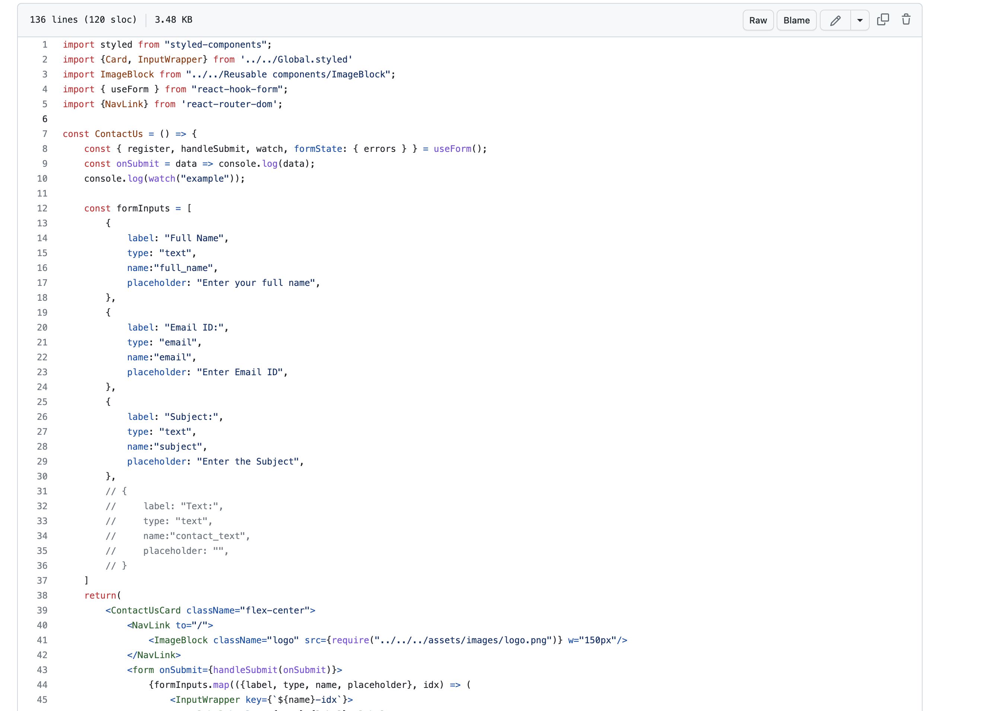 136 lines (120 sloc) 3.48 KB Raw Blame
1 import styled from "styled-components";
2 import {Card, InputWrapper} from '../../Global.styled'
3 import ImageBlock from "../../Reusable components/ImageBlock";
4 import { useForm } from "react-hook-form";
5 import {NavLink} from 'react-router-dom';
6
7 const ContactUs = () => {
8     const { register, handleSubmit, watch, formState: { errors } } = useForm();
9     const onSubmit = data => console.log(data);
10     console.log(watch("example"));
11
12     const formInputs = [
13         {
14             label: "Full Name",
15             type: "text",
16             name:"full_name",
17             placeholder: "Enter your full name",
18         },
19         {
20             label: "Email ID:",
21             type: "email",
22             name:"email",
23             placeholder: "Enter Email ID",
24         },
25         {
26             label: "Subject:",
27             type: "text",
28             name:"subject",
29             placeholder: "Enter the Subject",
30         },
31         // {
32         //     label: "Text:",
33         //     type: "text",
34         //     name:"contact_text",
35         //     placeholder: "",
36         // }
37     ]
38     return(
39         <ContactUsCard className="flex-center">
40             <NavLink to="/">
41                 <ImageBlock className="logo" src={require("../../../assets/images/logo.png")} w="150px"/>
42             </NavLink>
43             <form onSubmit={handleSubmit(onSubmit)}>
44                 {formInputs.map(({label, type, name, placeholder}, idx) => (
45                     <InputWrapper key={`${name}-idx`}>